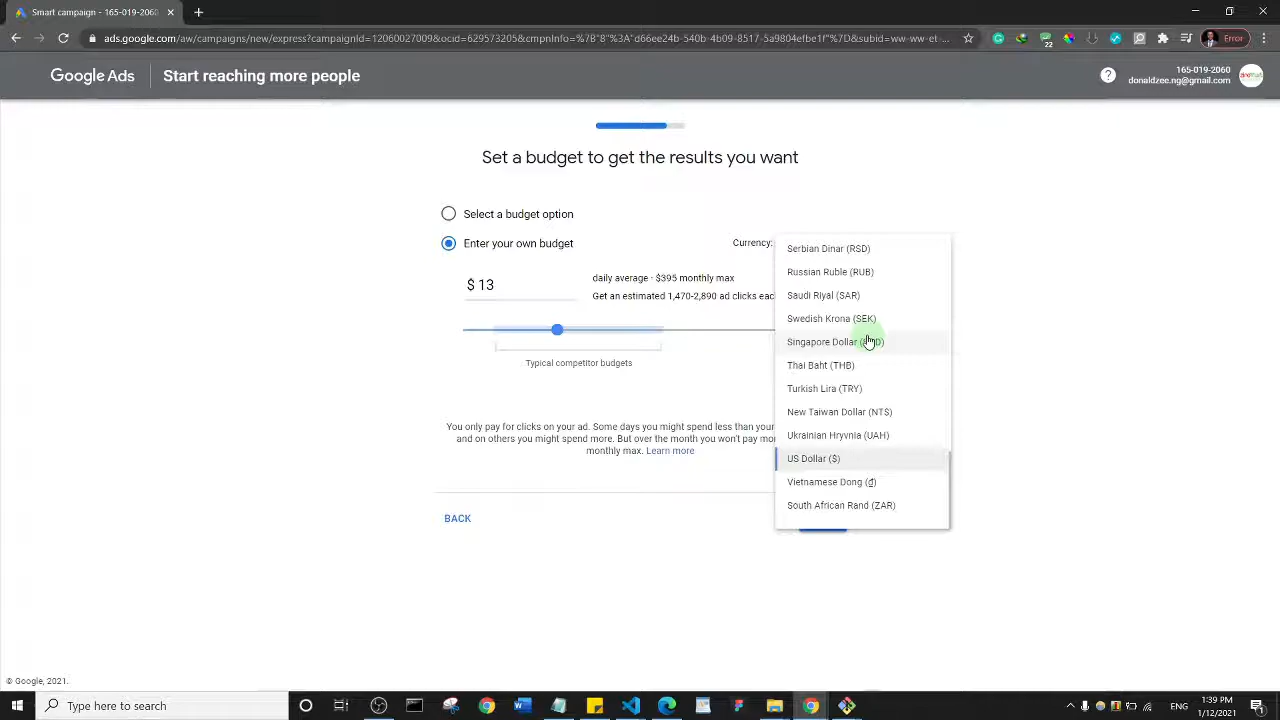 Smart campaign - 165-019-2060
ads.google.com/aw/campaigns/new/express?campaignId=12060027009&ocid=629573205&cmpnInfo=%7B"8"%3A"d66ee24b-540b-4b09-8517-5a9804efbe1f"%7D&subid=ww-ww-et-...
22
Error
Google Ads
Start reaching more people
165-019-2060
donaldzee.ng@gmail.com
Set a budget to get the results you want
Select a budget option
Enter your own budget
Currency:
$ 13
daily average - $395 monthly max
Get an estimated 1,470-2,890 ad clicks eac
Typical competitor budgets
You only pay for clicks on your ad. Some days you might spend less than your
and on others you might spend more. But over the month you won't pay mo
monthly max. Learn more
BACK
Serbian Dinar (RSD)
Russian Ruble (RUB)
Saudi Riyal (SAR)
Swedish Krona (SEK)
Singapore Dollar
Thai Baht (THB)
Turkish Lira (TRY)
New Taiwan Dollar (NT$)
Ukrainian Hryvnia (UAH)
US Dollar ($)
Vietnamese Dong (₫)
South African Rand (ZAR)
© Google, 2021.
Type here to search
ENG
1:39 PM
1/12/2021